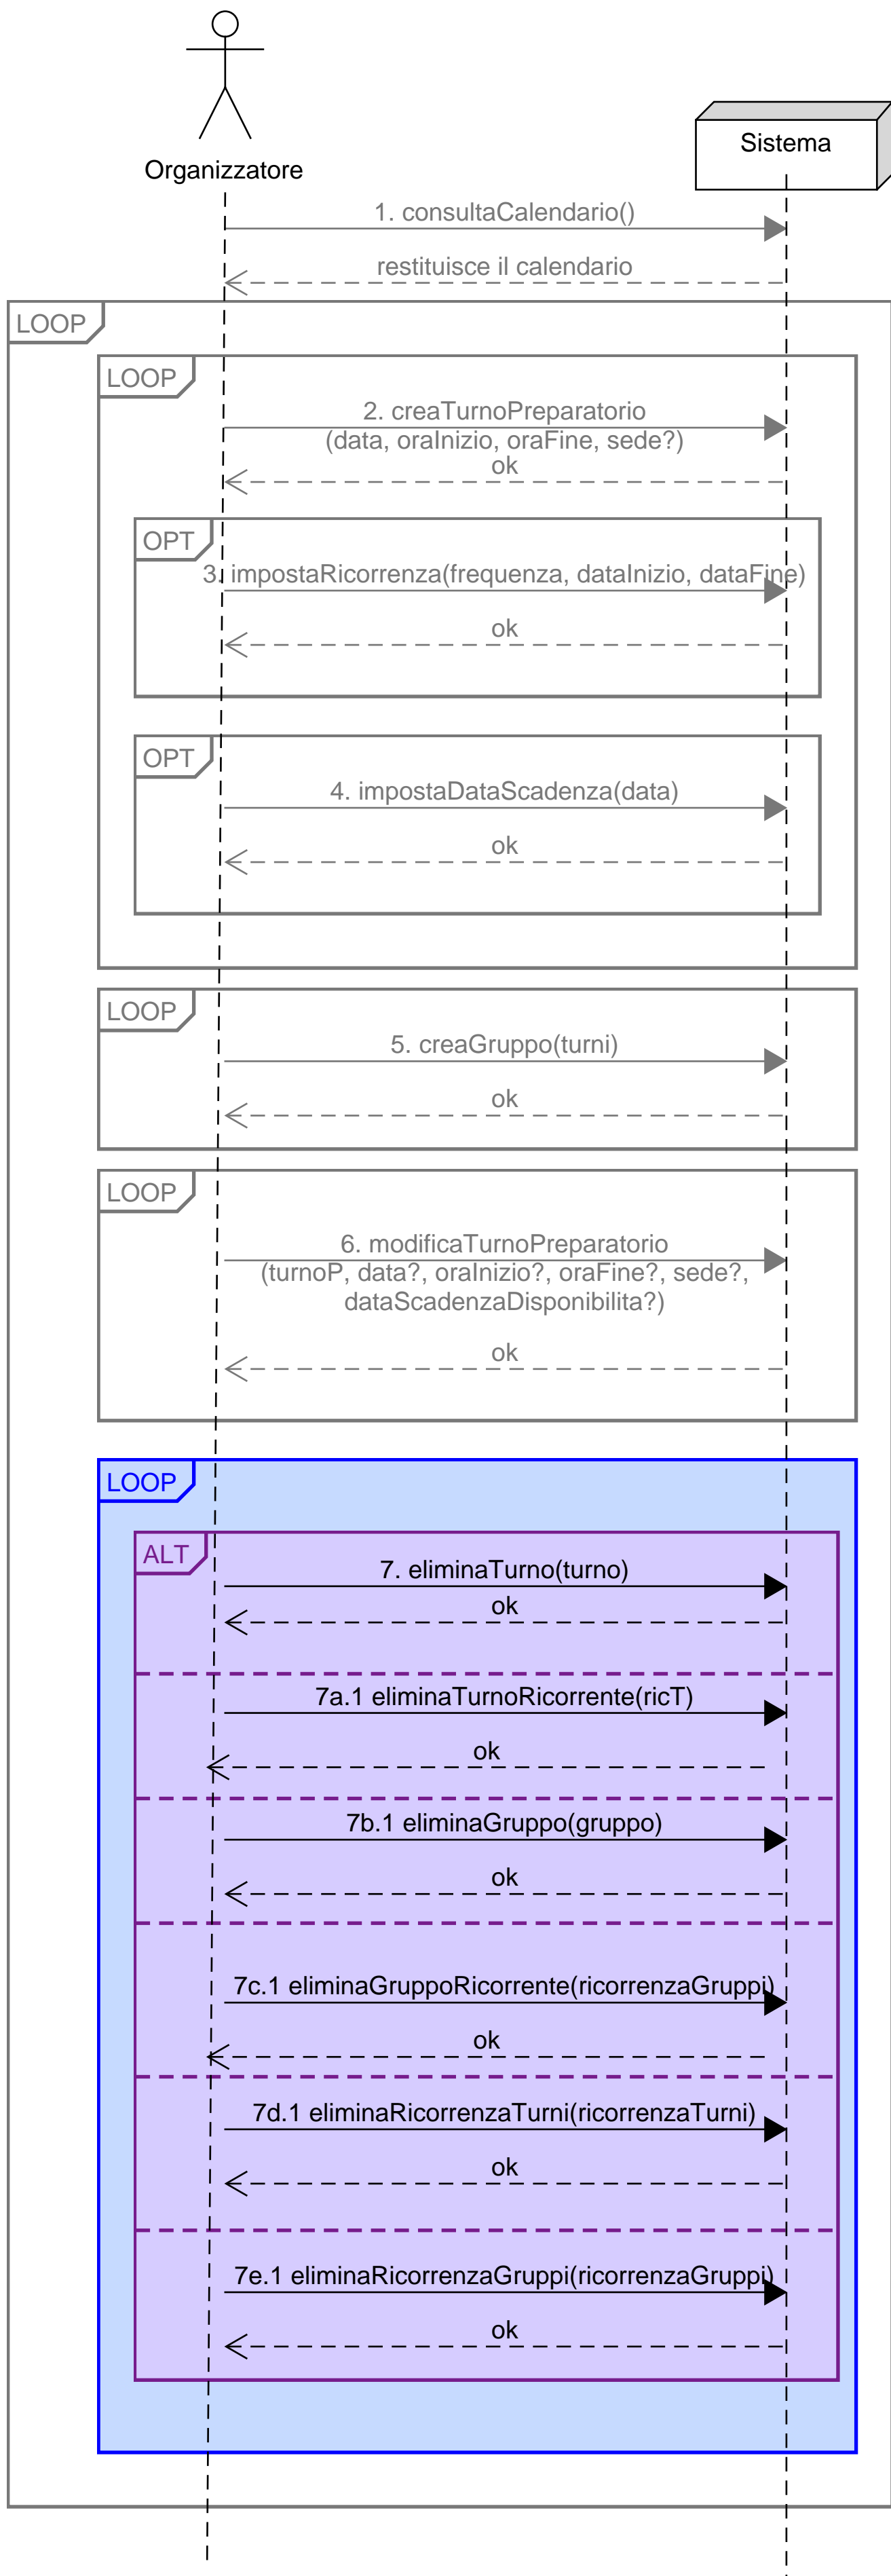 Organizzatore
Sistema
1. consultaCalendario()
restituisce il calendario
LOOP
LOOP
2. creaTurnoPreparatorio
(data, oraInizio, oraFine, sede?)
ok
OPT
3. impostaRicorrenza(frequenza, dataInizio, dataFine)
ok
OPT
4. impostaDataScadenza(data)
ok
LOOP
5. creaGruppo(turni)
ok
LOOP
6. modificaTurnoPreparatorio
(turnoP, data?, oraInizio?, oraFine?, sede?,
dataScadenzaDisponibilita?)
ok
LOOP
ALT
7. eliminaTurno(turno)
ok
7a.1 eliminaTurnoRicorrente(ricT)
ok
7b.1 eliminaGruppo(gruppo)
ok
7c.1 eliminaGruppoRicorrente(ricorrenzaGruppi)
ok
7d.1 eliminaRicorrenzaTurni(ricorrenzaTurni)
ok
7e.1 eliminaRicorrenzaGruppi(ricorrenzaGruppi)
ok